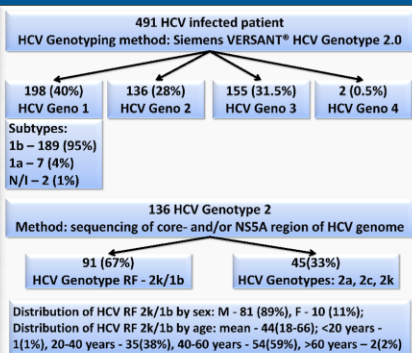 491 HCV infected patient
HCV Genotyping method: Siemens VERSANT® HCV Genotype 2.0
198 (40%)
HCV Geno 1
136 (28%)
HCV Geno 2
155 (31.5%)
HCV Geno 3
2 (0.5%)
HCV Geno 4
Subtypes:
1b – 189 (95%)
1a – 7 (4%)
N/I – 2 (1%)
136 HCV Genotype 2
Method: sequencing of core- and/or NS5A region of HCV genome
91 (67%)
HCV Genotype RF - 2k/1b
45(33%)
HCV Genotypes: 2a, 2c, 2k
Distribution of HCV RF 2k/1b by sex: M - 81 (89%), F - 10 (11%);
Distribution of HCV RF 2k/1b by age: mean - 44(18-66); <20 years -
1(1%), 20-40 years - 35(38%), 40-60 years - 54(59%), >60 years – 2(2%)